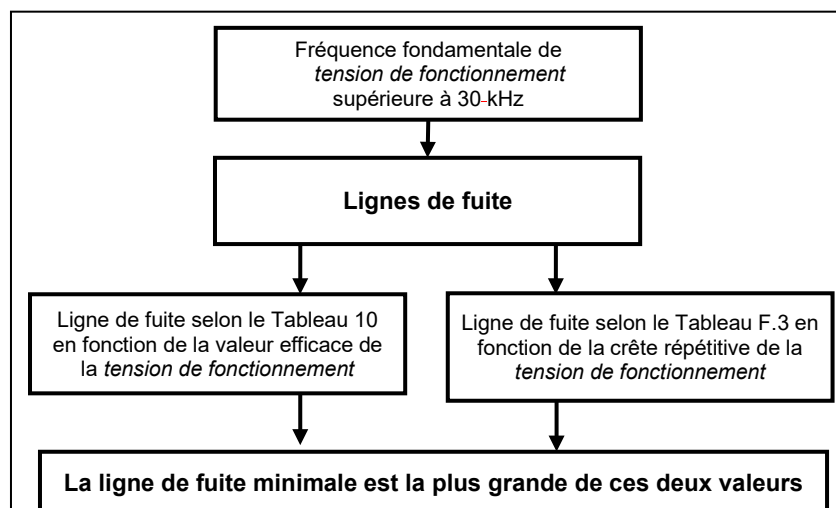 Fréquence fondamentale de
tension de fonctionnement
supérieure à 30-kHz
Lignes de fuite
Ligne de fuite selon le Tableau 10
en fonction de la valeur efficace de
la tension de fonctionnement
Ligne de fuite selon le Tableau F.3 en
fonction de la crête répétitive de la
tension de fonctionnement
La ligne de fuite minimale est la plus grande de ces deux valeurs